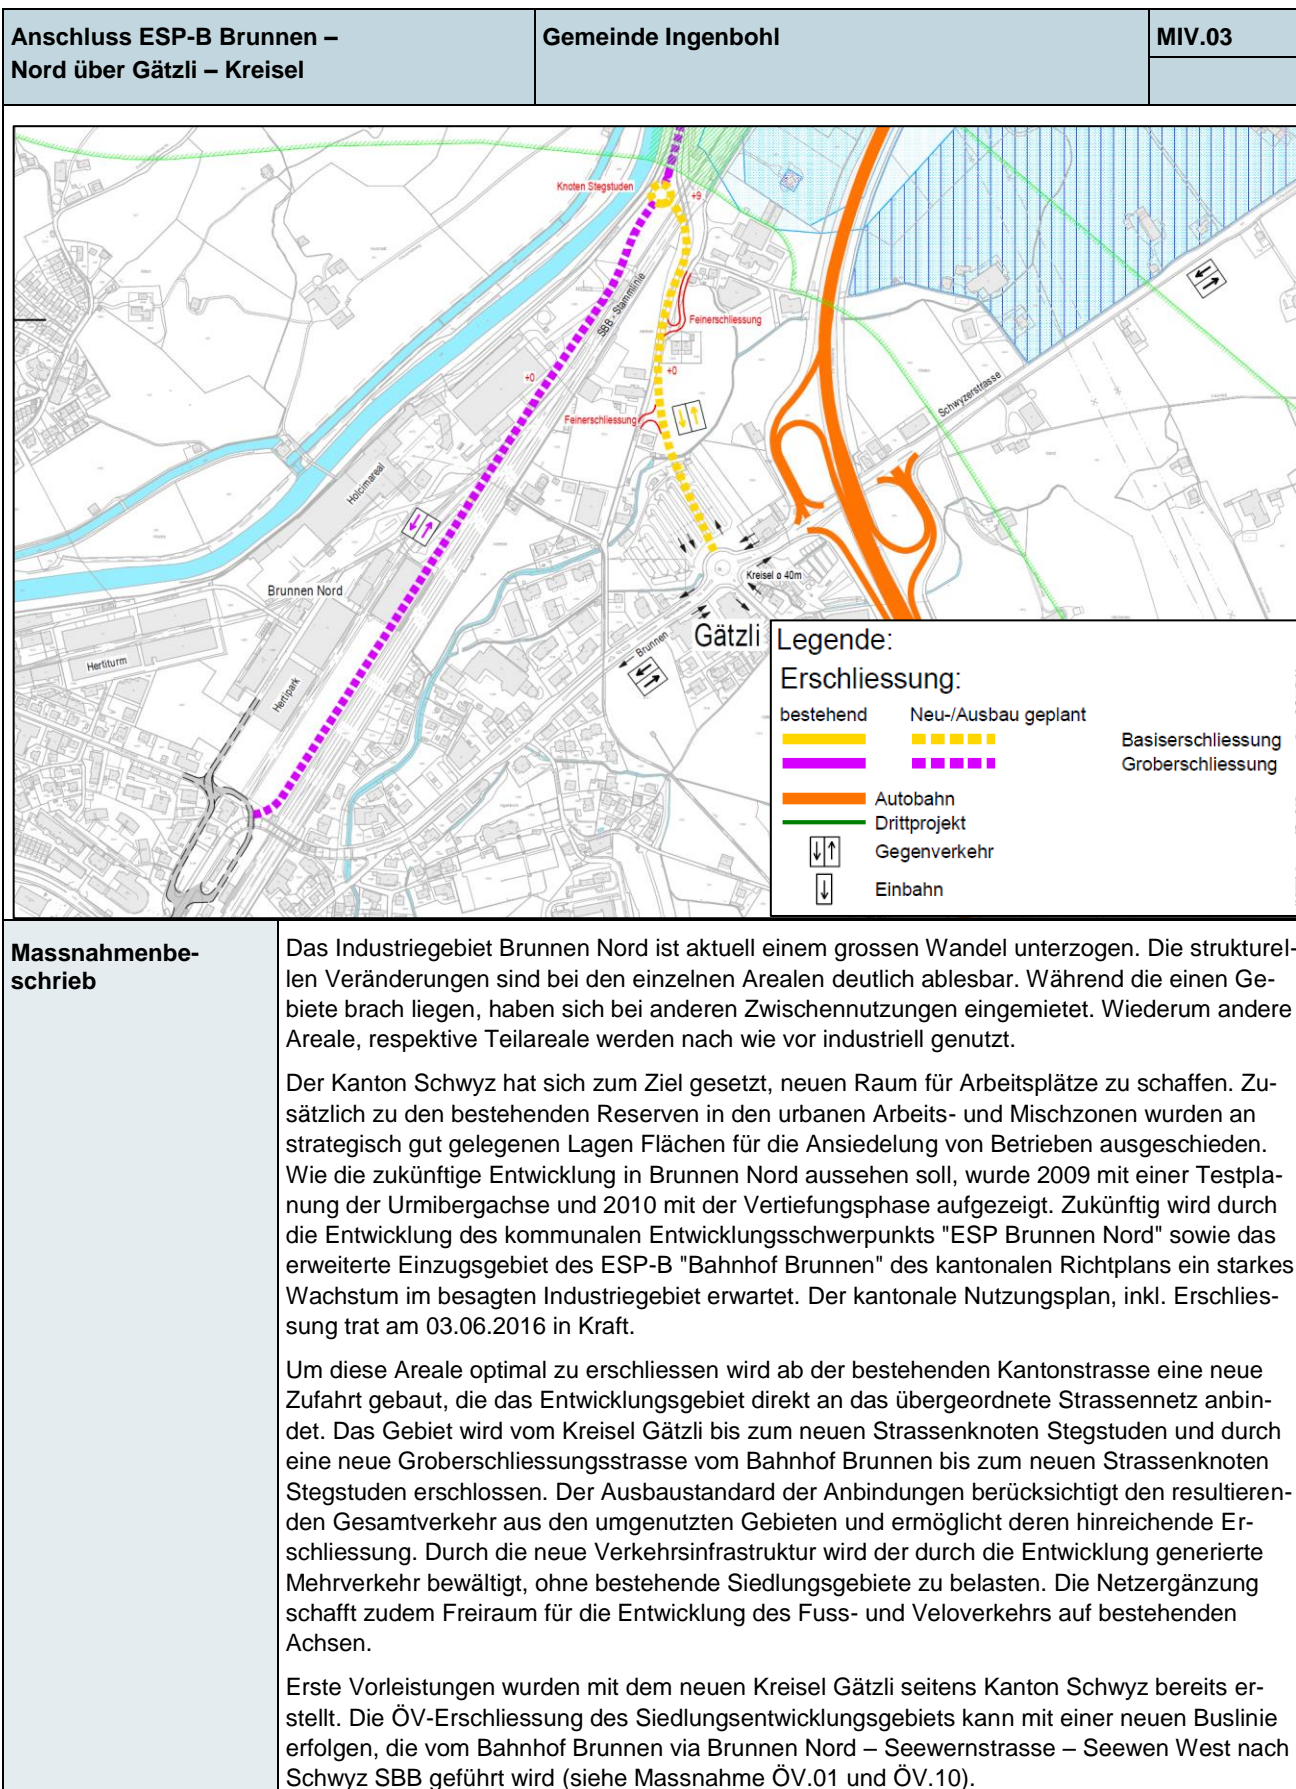 Anschluss ESP-B Brunnen –
Nord über Gätzli – Kreisel
Gemeinde Ingenbohl
MIV.03
Knoten Stegstuden
+9
SBB - Stammlinie
Feinerschliessung
+0
+0
Feinerschliessung
Schwyzerstrasse
Holcimareal
Kreisel ø 40m
Brunnen Nord
Gätzli
Brunnen
Hertiturm
Hertipark
Legende:
Erschliessung:
bestehend Neu-/Ausbau geplant
Basiserschliessung
Groberschliessung
Autobahn
Drittprojekt
Gegenverkehr
Einbahn
Massnahmenbe-
schrieb
Das Industriegebiet Brunnen Nord ist aktuell einem grossen Wandel unterzogen. Die strukturel-
len Veränderungen sind bei den einzelnen Arealen deutlich ablesbar. Während die einen Ge-
biete brach liegen, haben sich bei anderen Zwischennutzungen eingemietet. Wiederum andere
Areale, respektive Teilareale werden nach wie vor industriell genutzt.
Der Kanton Schwyz hat sich zum Ziel gesetzt, neuen Raum für Arbeitsplätze zu schaffen. Zu-
sätzlich zu den bestehenden Reserven in den urbanen Arbeits- und Mischzonen wurden an
strategisch gut gelegenen Lagen Flächen für die Ansiedelung von Betrieben ausgeschieden.
Wie die zukünftige Entwicklung in Brunnen Nord aussehen soll, wurde 2009 mit einer Testpla-
nung der Urmibergachse und 2010 mit der Vertiefungsphase aufgezeigt. Zukünftig wird durch
die Entwicklung des kommunalen Entwicklungsschwerpunkts "ESP Brunnen Nord" sowie das
erweiterte Einzugsgebiet des ESP-B "Bahnhof Brunnen" des kantonalen Richtplans ein starkes
Wachstum im besagten Industriegebiet erwartet. Der kantonale Nutzungsplan, inkl. Erschlies-
sung trat am 03.06.2016 in Kraft.
Um diese Areale optimal zu erschliessen wird ab der bestehenden Kantonstrasse eine neue
Zufahrt gebaut, die das Entwicklungsgebiet direkt an das übergeordnete Strassennetz anbin-
det. Das Gebiet wird vom Kreisel Gätzli bis zum neuen Strassenknoten Stegstuden und durch
eine neue Groberschliessungsstrasse vom Bahnhof Brunnen bis zum neuen Strassenknoten
Stegstuden erschlossen. Der Ausbaustandard der Anbindungen berücksichtigt den resultieren-
den Gesamtverkehr aus den umgenutzten Gebieten und ermöglicht deren hinreichende Er-
schliessung. Durch die neue Verkehrsinfrastruktur wird der durch die Entwicklung generierte
Mehrverkehr bewältigt, ohne bestehende Siedlungsgebiete zu belasten. Die Netzergänzung
schafft zudem Freiraum für die Entwicklung des Fuss- und Veloverkehrs auf bestehenden
Achsen.
Erste Vorleistungen wurden mit dem neuen Kreisel Gätzli seitens Kanton Schwyz bereits er-
stellt. Die ÖV-Erschliessung des Siedlungsentwicklungsgebiets kann mit einer neuen Buslinie
erfolgen, die vom Bahnhof Brunnen via Brunnen Nord – Seewernstrasse – Seewen West nach
Schwyz SBB geführt wird (siehe Massnahme ÖV.01 und ÖV.10).